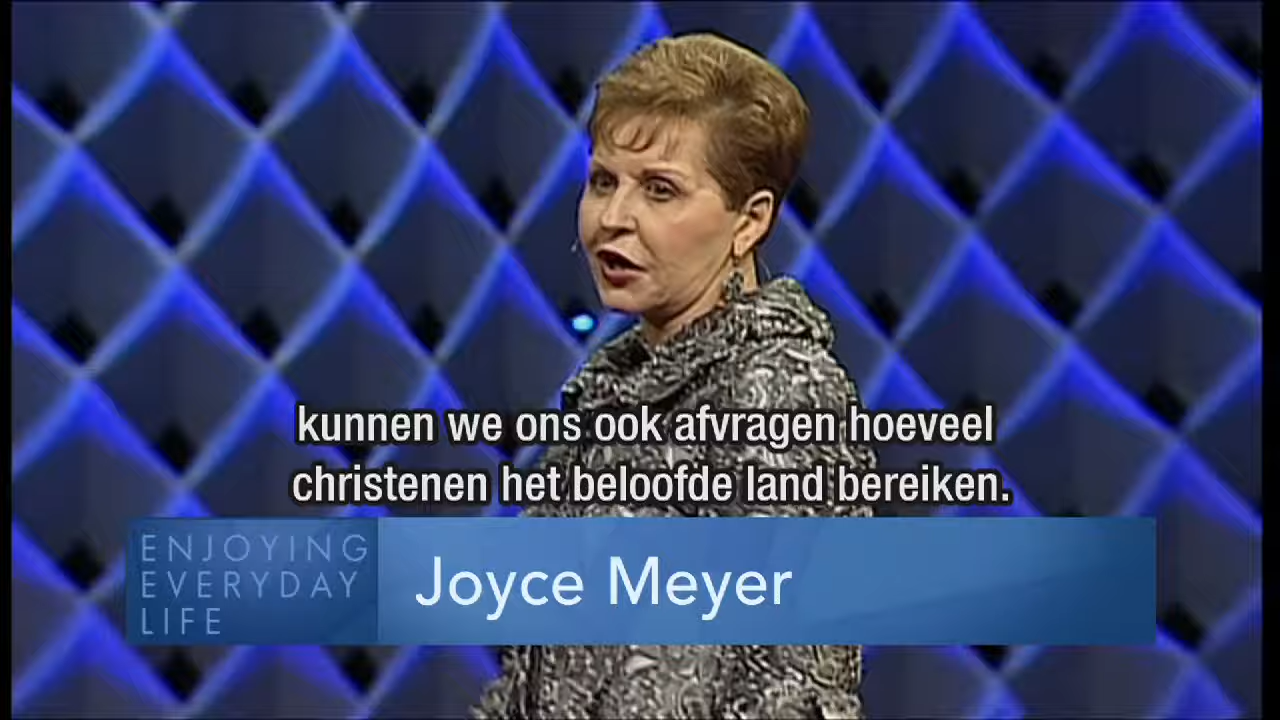 kunnen we ons ook afvragen hoeveel
christenen het beloofde land bereiken.
ENJOYING
EVERYDAY
LIFE
Joyce Meyer